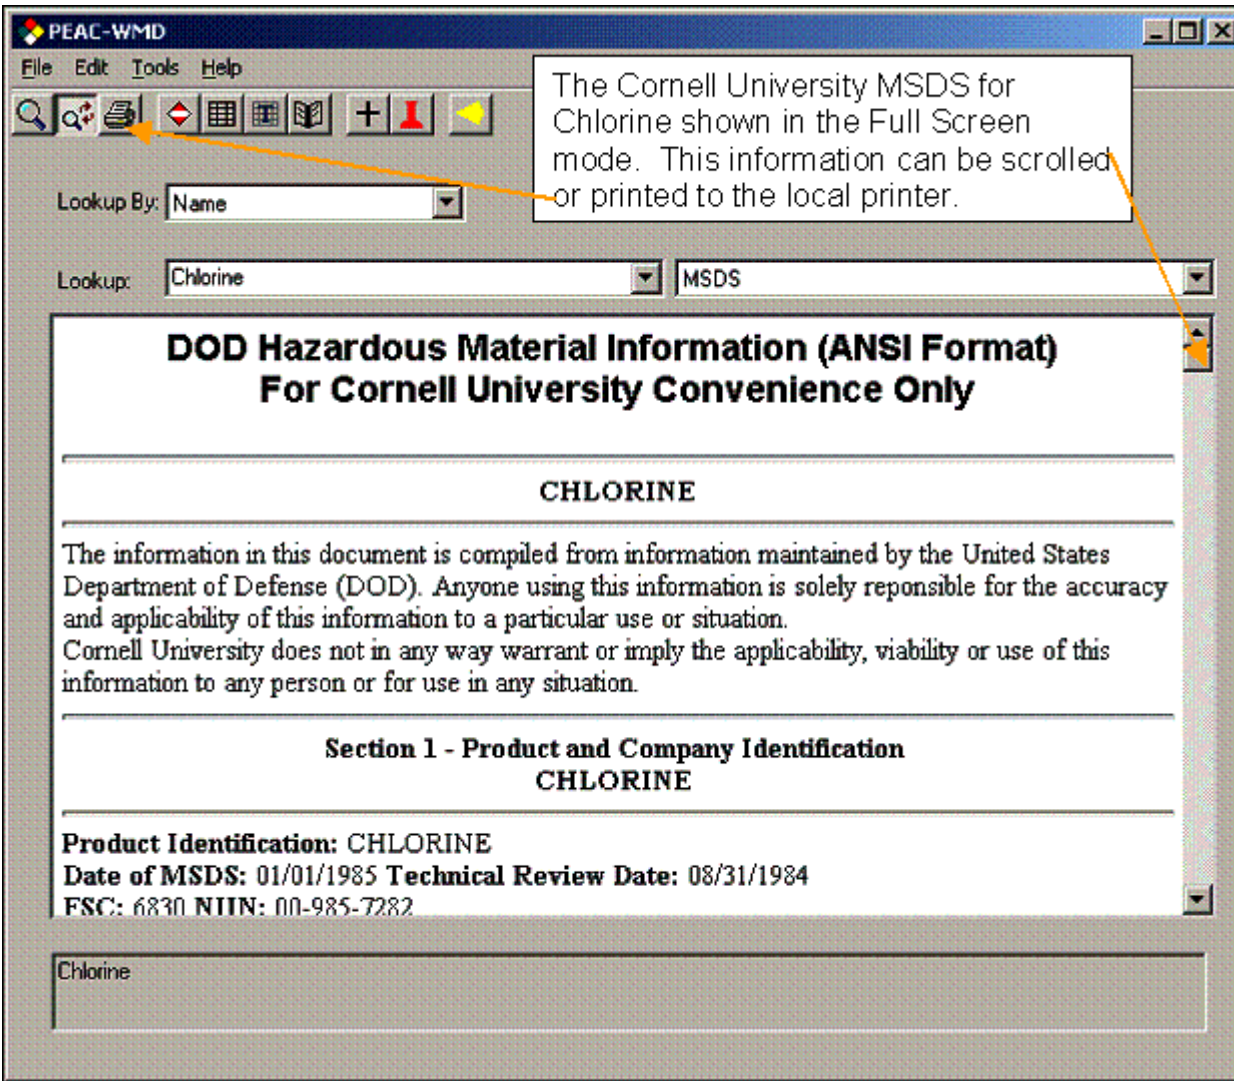 PEAC-WMD
File Edit Tools Help
The Cornell University MSDS for
Chlorine shown in the Full Screen
mode. This information can be scrolled
or printed to the local printer.
Lookup By: Name
Lookup: Chlorine MSDS
DOD Hazardous Material Information (ANSI Format)
For Cornell University Convenience Only
CHLORINE
The information in this document is compiled from information maintained by the United States
Department of Defense (DOD). Anyone using this information is solely reponsible for the accuracy
and applicability of this information to a particular use or situation.
Cornell University does not in any way warrant or imply the applicability, viability or use of this
information to any person or for use in any situation.
Section 1 - Product and Company Identification
CHLORINE
Product Identification: CHLORINE
Date of MSDS: 01/01/1985 Technical Review Date: 08/31/1984
FSC: 6830 NIIN: 00-985-7282
Chlorine